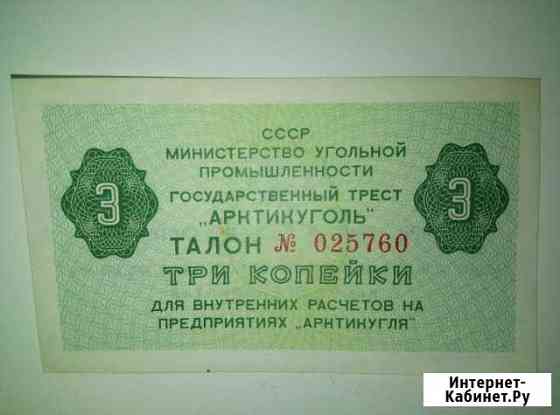 СССР
МИНИСТЕРСТВО УГОЛЬНОЙ
ПРОМЫШЛЕННОСТИ
ГОСУДАРСТВЕННЫЙ ТРЕСТ
„АРКТИКУГОЛЬ"
3
3
ТАЛОН № 025760
ТРИ КОПЕЙКИ
ДЛЯ ВНУТРЕННИХ РАСЧЕТОВ НА
ПРЕДПРИЯТИЯХ „АРКТИКУГЛЯ"
Интернет-
Кабинет.Ру